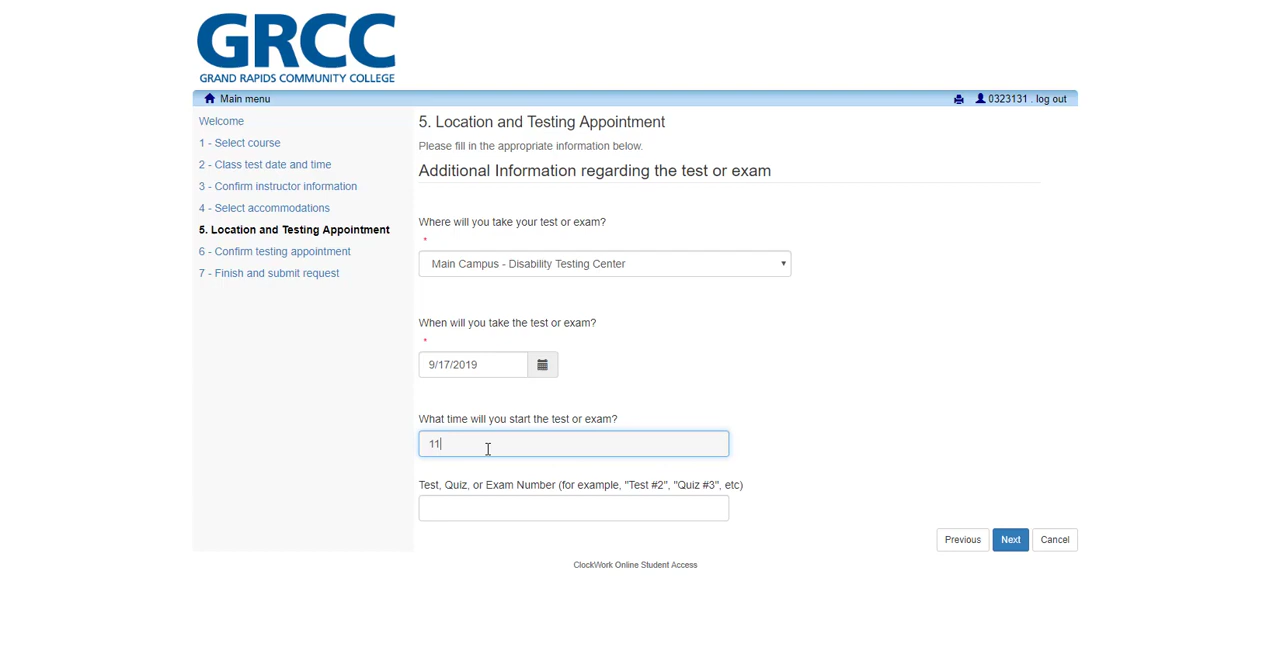 GRCC
GRAND RAPIDS COMMUNITY COLLEGE
Main menu
0323131 . log out
Welcome
1 - Select course
2 - Class test date and time
3 - Confirm instructor information
4 - Select accommodations
5. Location and Testing Appointment
6 - Confirm testing appointment
7 - Finish and submit request
5. Location and Testing Appointment
Please fill in the appropriate information below.
Additional Information regarding the test or exam
Where will you take your test or exam?
*
Main Campus - Disability Testing Center
When will you take the test or exam?
*
9/17/2019
What time will you start the test or exam?
11
Test, Quiz, or Exam Number (for example, "Test #2", "Quiz #3", etc)
Previous
Next
Cancel
ClockWork Online Student Access